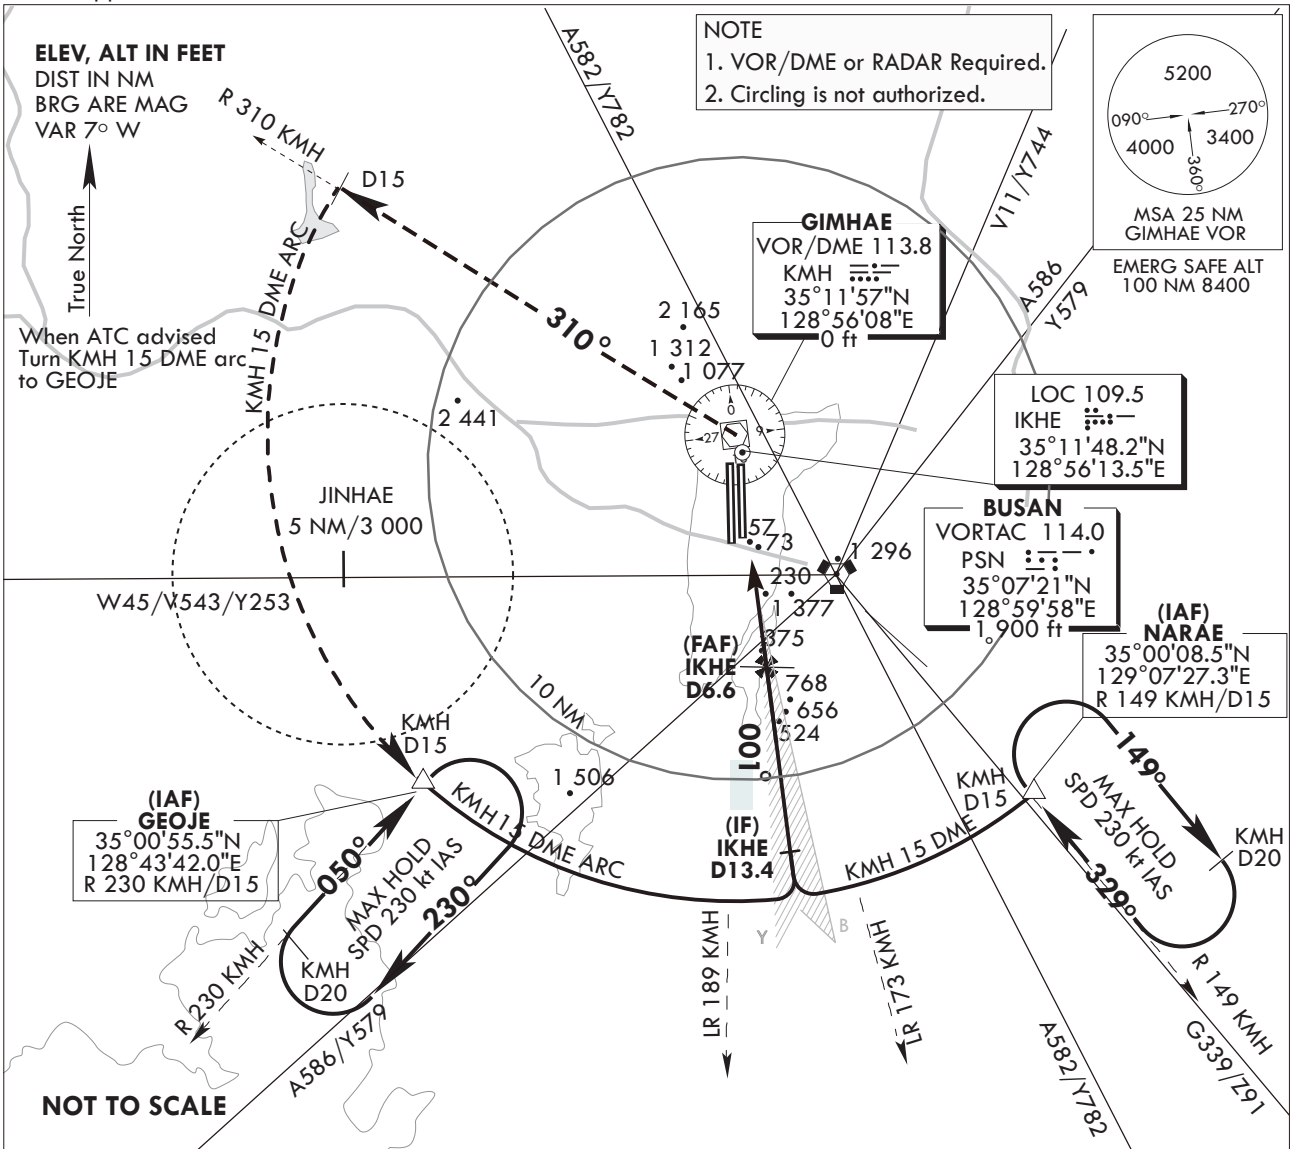 ELEV, ALT IN FEET
DIST IN NM
BRG ARE MAG
VAR 7° W
True North
When ATC advised
Turn KMH 15 DME arc
to GEOJE
R 310 KMH
D15
KMH 15 DME ARC
310°
A582/Y782
NOTE
1. VOR/DME or RADAR Required.
2. Circling is not authorized.
5200
090°
270°
4000
3400
360°
MSA 25 NM
GIMHAE VOR
EMERG SAFE ALT
100 NM 8400
V11/Y744
A586
Y579
GIMHAE
VOR/DME 113.8
KMH
35°11'57"N
128°56'08"E
0 ft
2 165
1 312
1 077
2 441
0
9
27
LOC 109.5
IKHE
35°11'48.2"N
128°56'13.5"E
JINHAE
5 NM/3 000
W45/V543/Y253
57
73
230
1 377
375
1 296
BUSAN
VORTAC 114.0
PSN
35°07'21"N
128°59'58"E
1,900 ft
(IAF)
NARAE
35°00'08.5"N
129°07'27.3"E
R 149 KMH/D15
(FAF)
IKHE
D6.6
768
656
524
10 NM
001°
1 506
KMH
D15
(IAF)
GEOJE
35°00'55.5"N
128°43'42.0"E
R 230 KMH/D15
050°
MAX HOLD
SPD 230 kt IAS
230°
KMH
D20
R 230 KMH
A586/Y579
KMH 15 DME ARC
(IF)
IKHE
D13.4
KMH 15 DME
KMH
D15
149°
MAX HOLD
SPD 230 kt IAS
329°
KMH
D20
Y
B
LR 189 KMH
LR 173 KMH
R 149 KMH
G339/Z91
A582/Y782
NOT TO SCALE